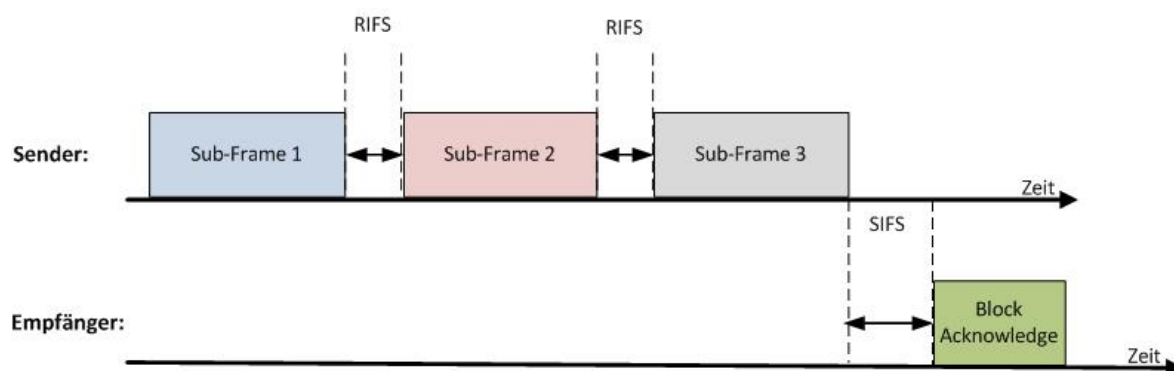 RIFS
RIFS
Sender:
Sub-Frame 1
Sub-Frame 2
Sub-Frame 3
Zeit
SIFS
Empfänger:
Block
Acknowledge
Zeit